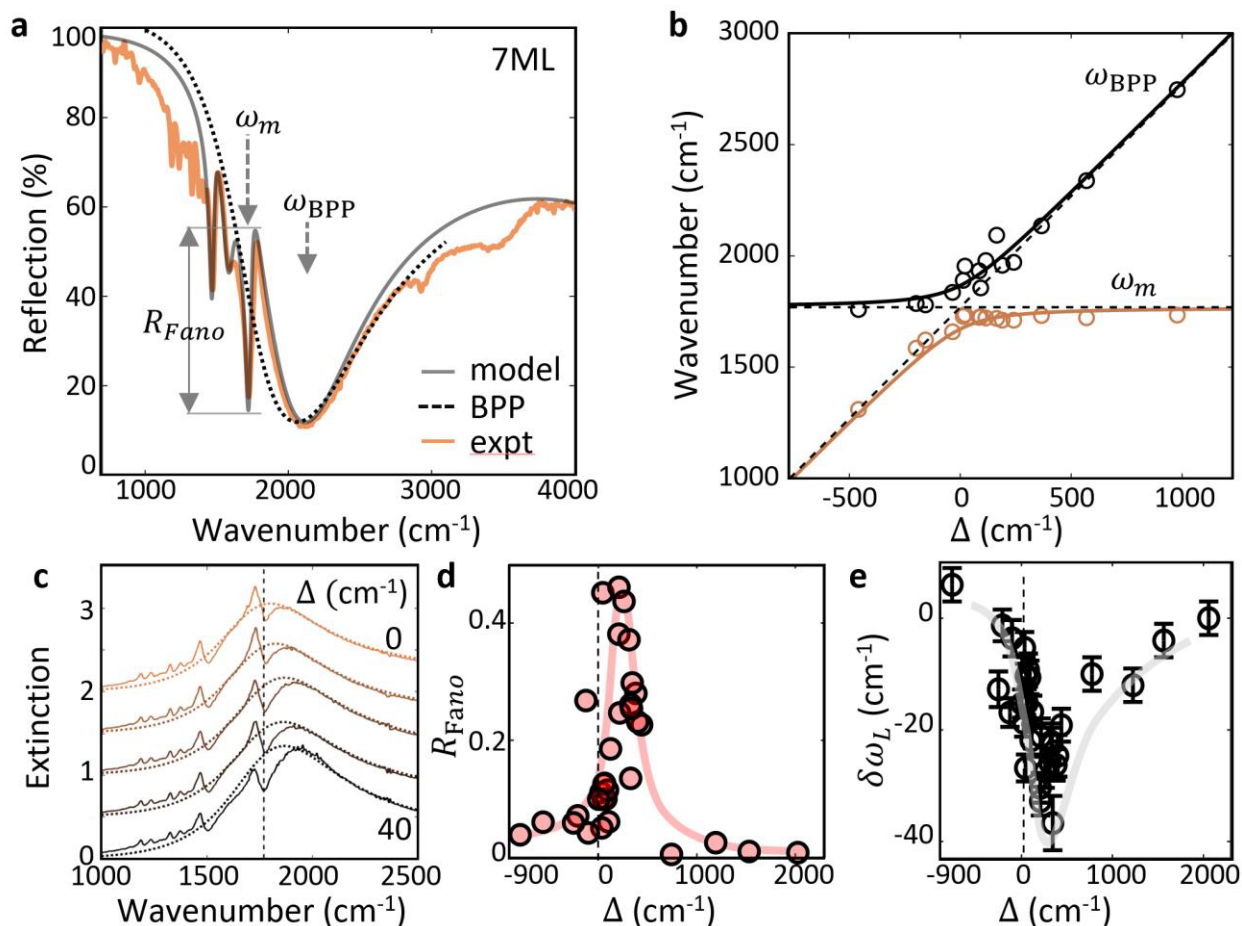 a
7ML
Reflection (%)
100
80
60
40
20
0
ω_m
ω_BPP
R_Fano
model
BPP
expt
1000
2000
3000
4000
Wavenumber (cm⁻¹)
b
Wavenumber (cm⁻¹)
3000
2500
2000
1500
1000
ω_BPP
ω_m
-500
0
500
1000
Δ (cm⁻¹)
c
Extinction
3
2
1
0
Δ (cm⁻¹)
0
40
1000
1500
2000
2500
Wavenumber (cm⁻¹)
d
R_Fano
0.4
0.2
0
-900
0
1000
2000
Δ (cm⁻¹)
e
δω_L (cm⁻¹)
0
-20
-40
-900
0
1000
2000
Δ (cm⁻¹)